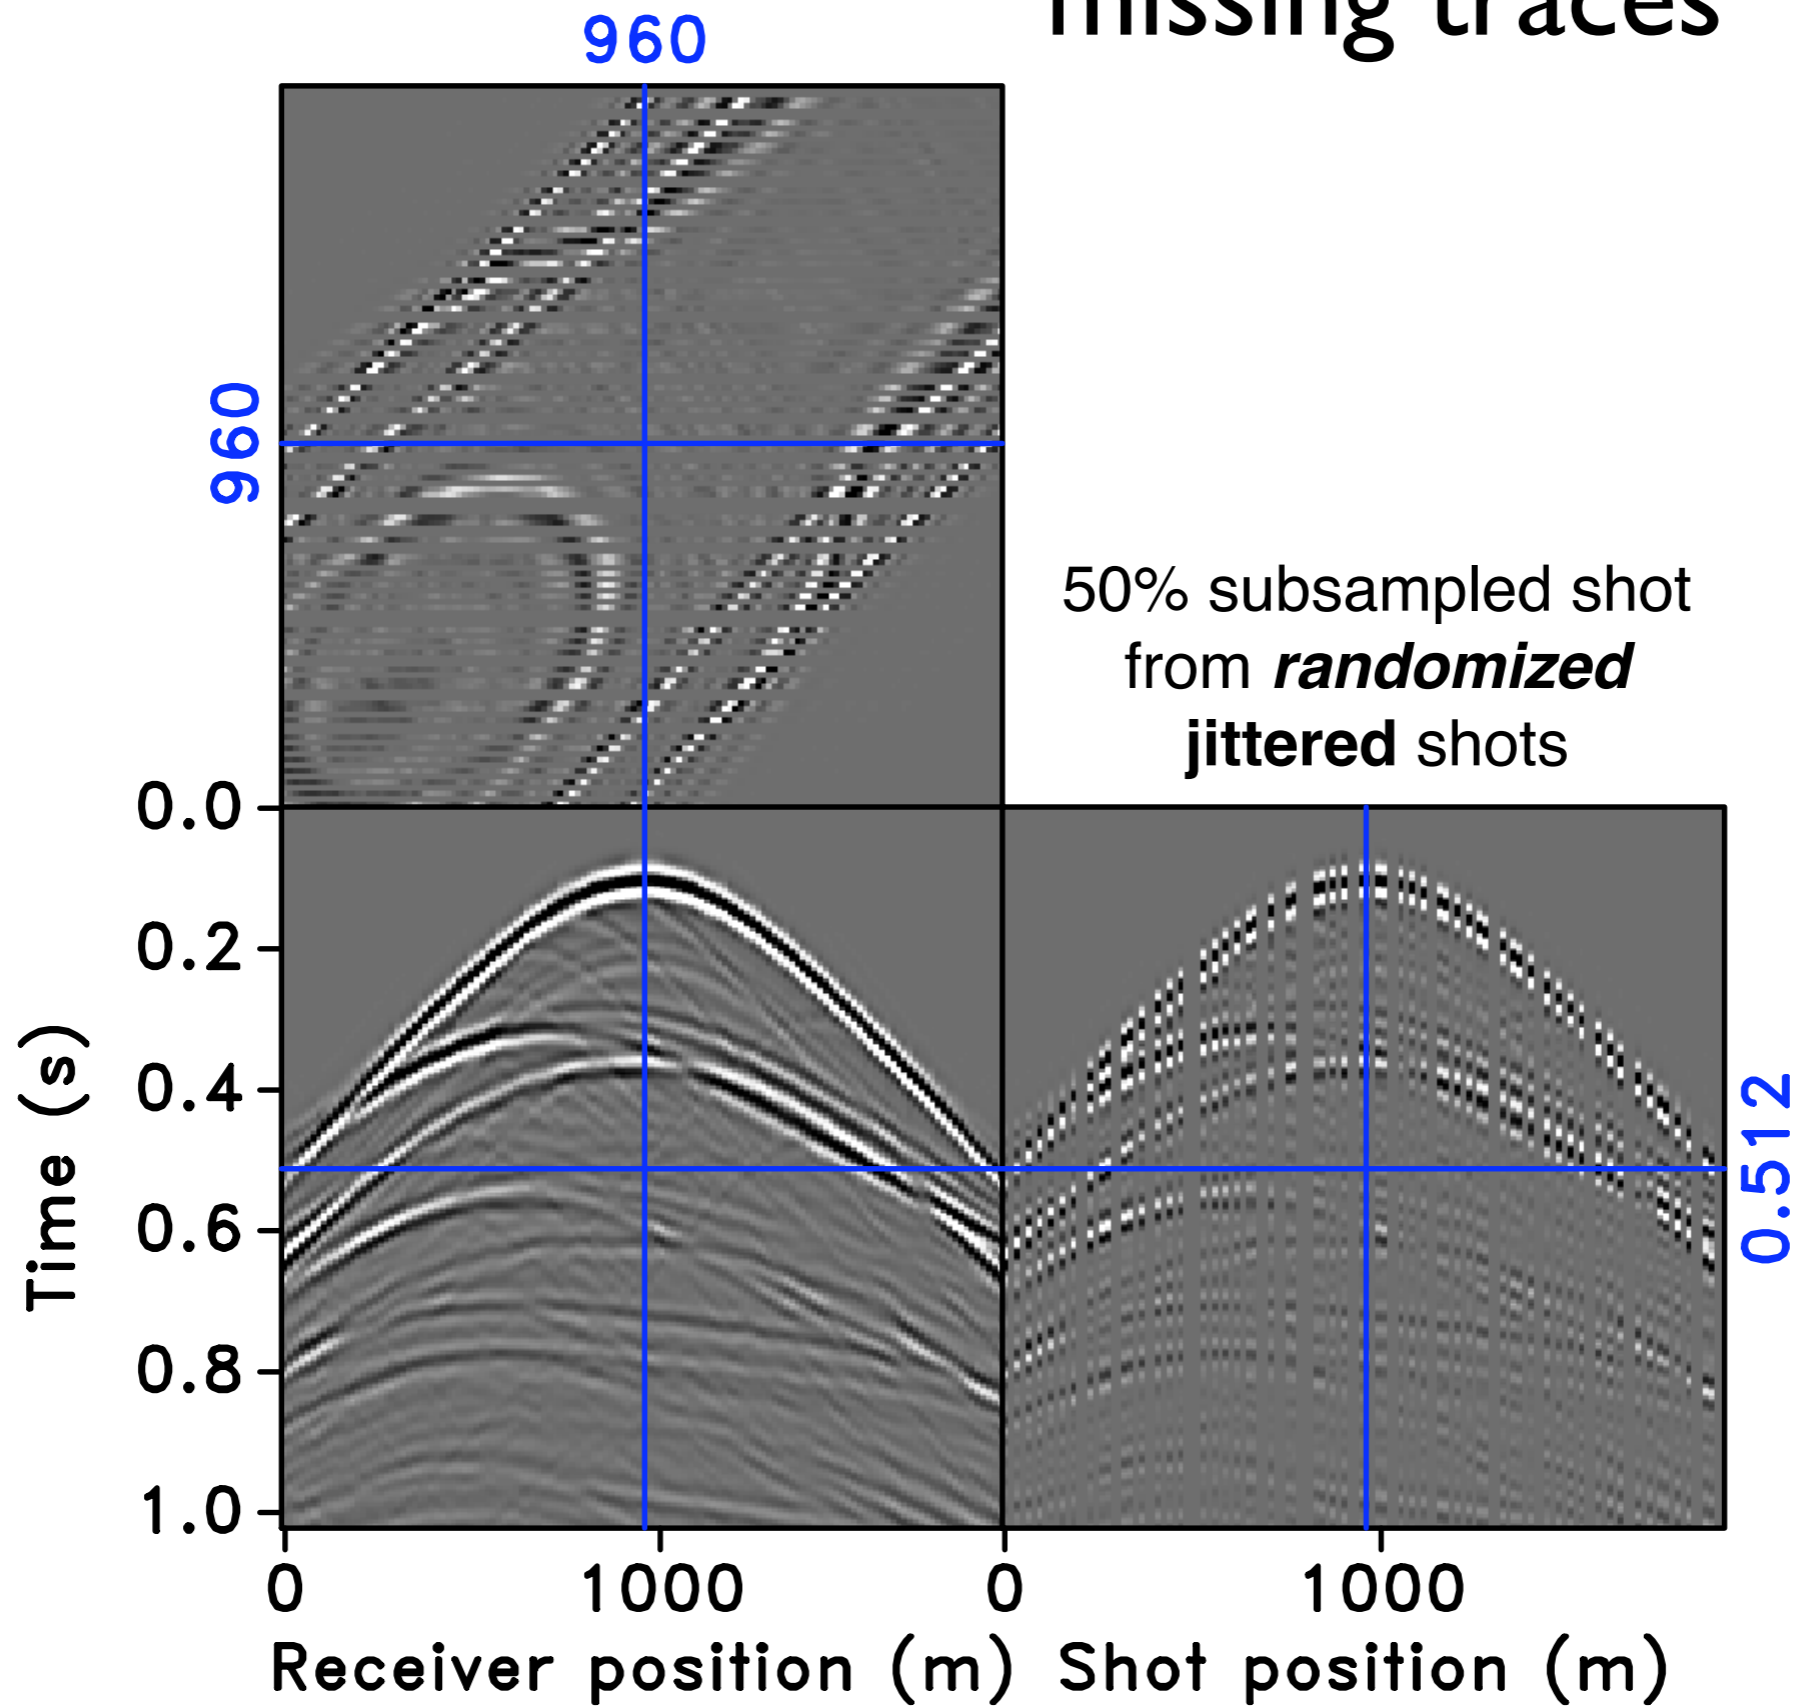 missing traces
960
960
50% subsampled shot
from randomized
jittered shots
0.0
0.2
0.4
0.6
0.8
1.0
Time (s)
0.512
0
1000
0
1000
Receiver position (m)
Shot position (m)